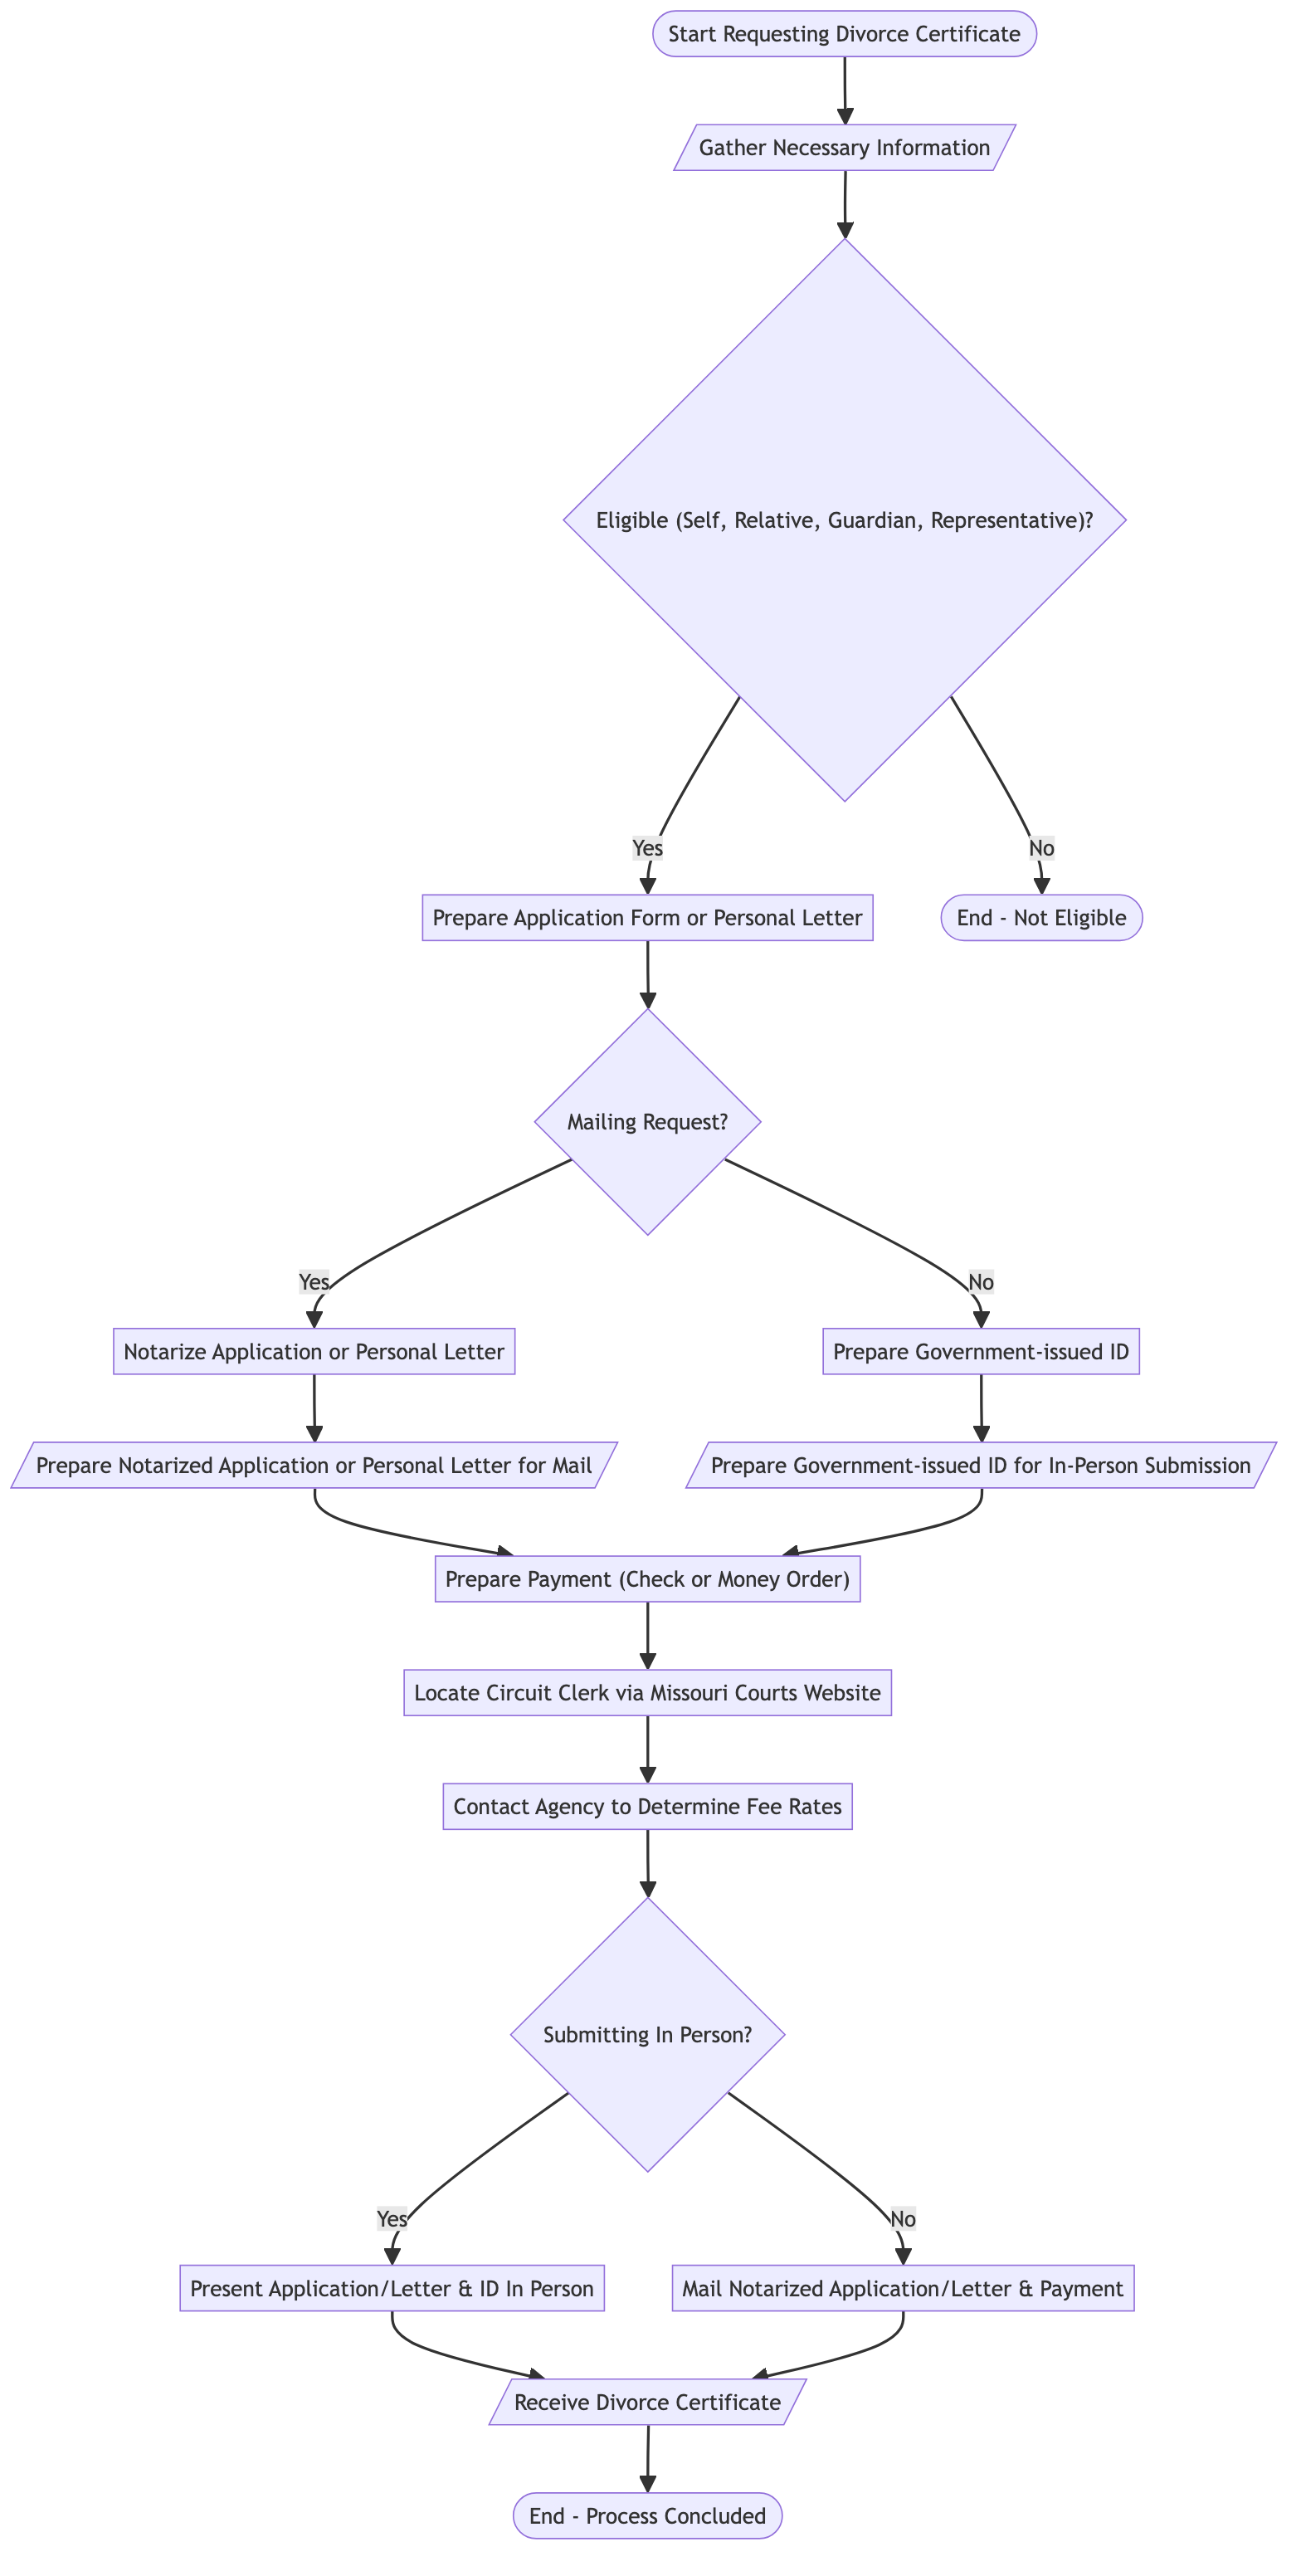 Start Requesting Divorce Certificate
Gather Necessary Information
Eligible (Self, Relative, Guardian, Representative)?
Yes
No
Prepare Application Form or Personal Letter
End - Not Eligible
Mailing Request?
Yes
No
Notarize Application or Personal Letter
Prepare Government-issued ID
Prepare Notarized Application or Personal Letter for Mail
Prepare Government-issued ID for In-Person Submission
Prepare Payment (Check or Money Order)
Locate Circuit Clerk via Missouri Courts Website
Contact Agency to Determine Fee Rates
Submitting In Person?
Yes
No
Present Application/Letter & ID In Person
Mail Notarized Application/Letter & Payment
Receive Divorce Certificate
End - Process Concluded